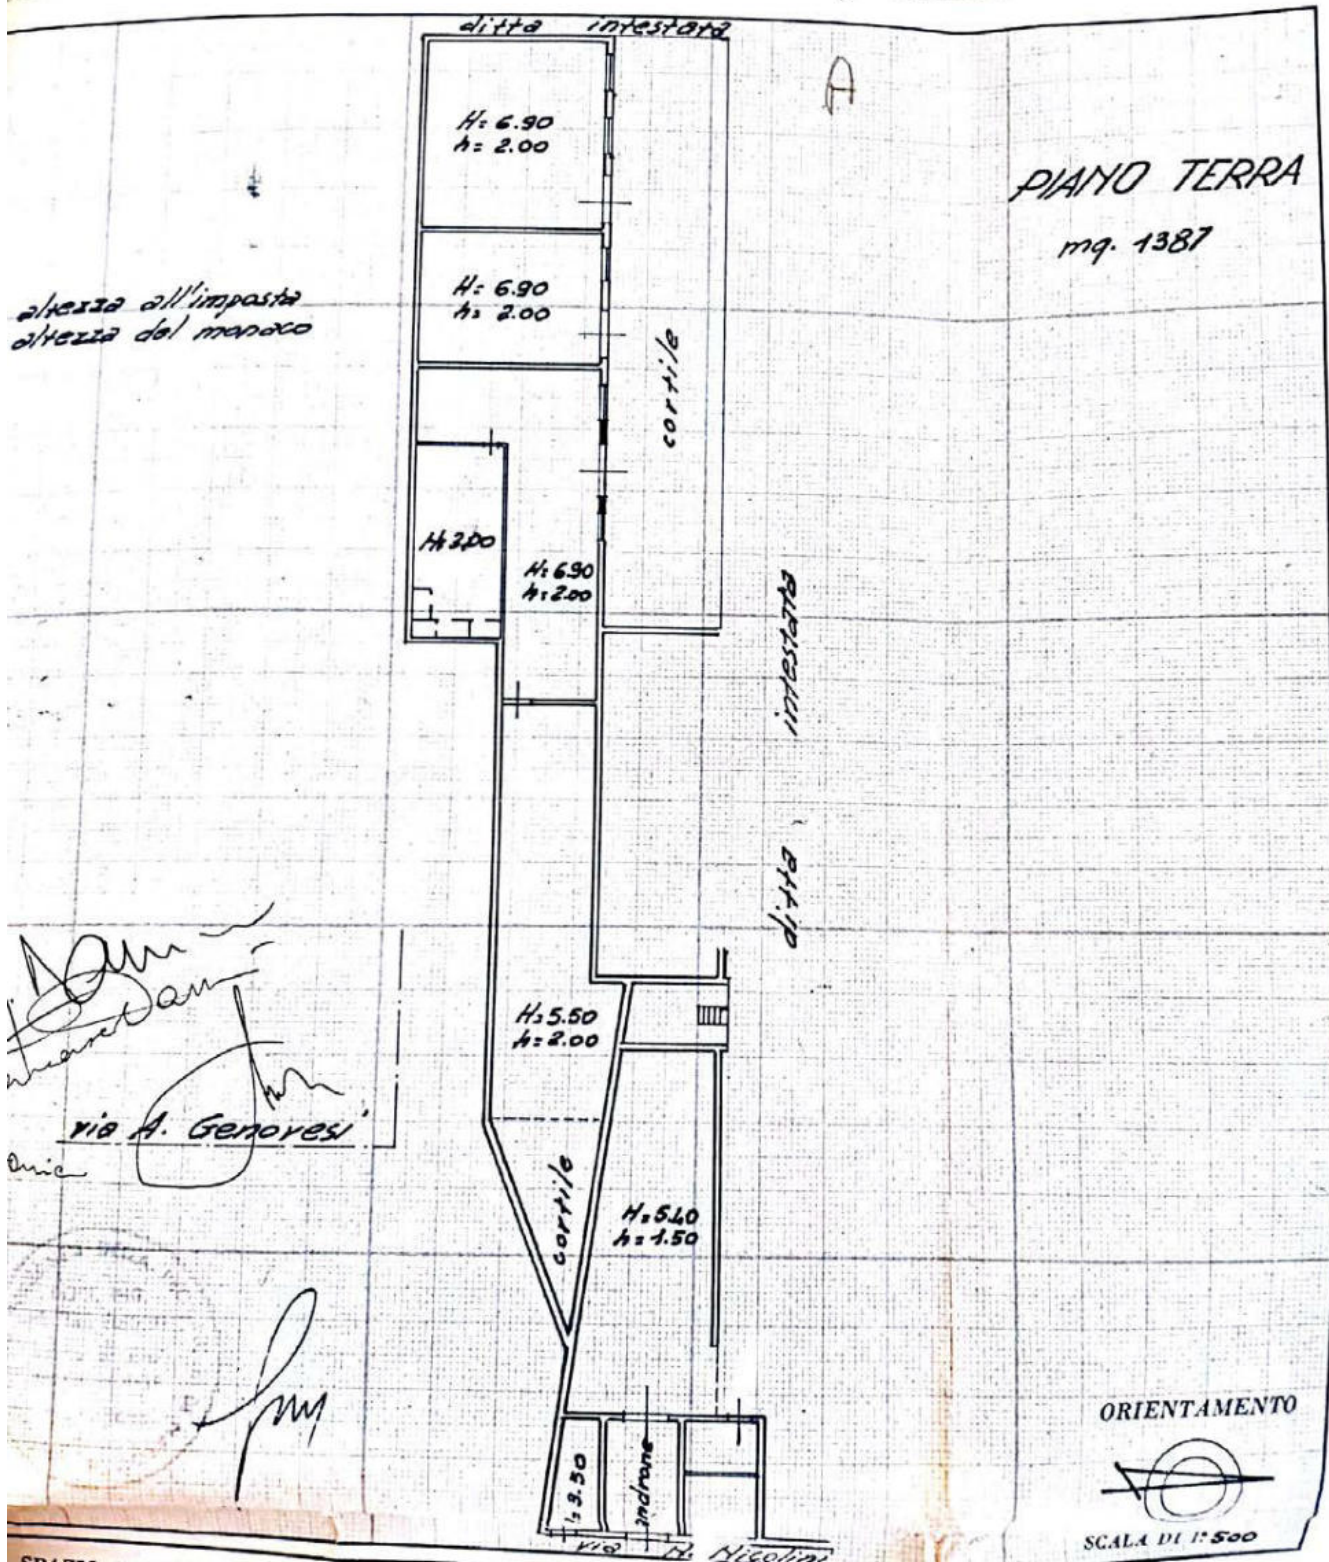 ditta intestata
A
H= 6.90
h= 2.00
PIANO TERRA
mq. 1387
H= 6.90
h= 2.00
altezza all'imposta
altezza del monaco
cortile
H= 6.90
h= 2.00
ditta intestata
H= 5.50
h= 2.00
via A. Genovesi
cortile
H= 5.40
h= 1.50
ORIENTAMENTO
3.50
androne
SCALA DI 1: 500
via N. Nicolini